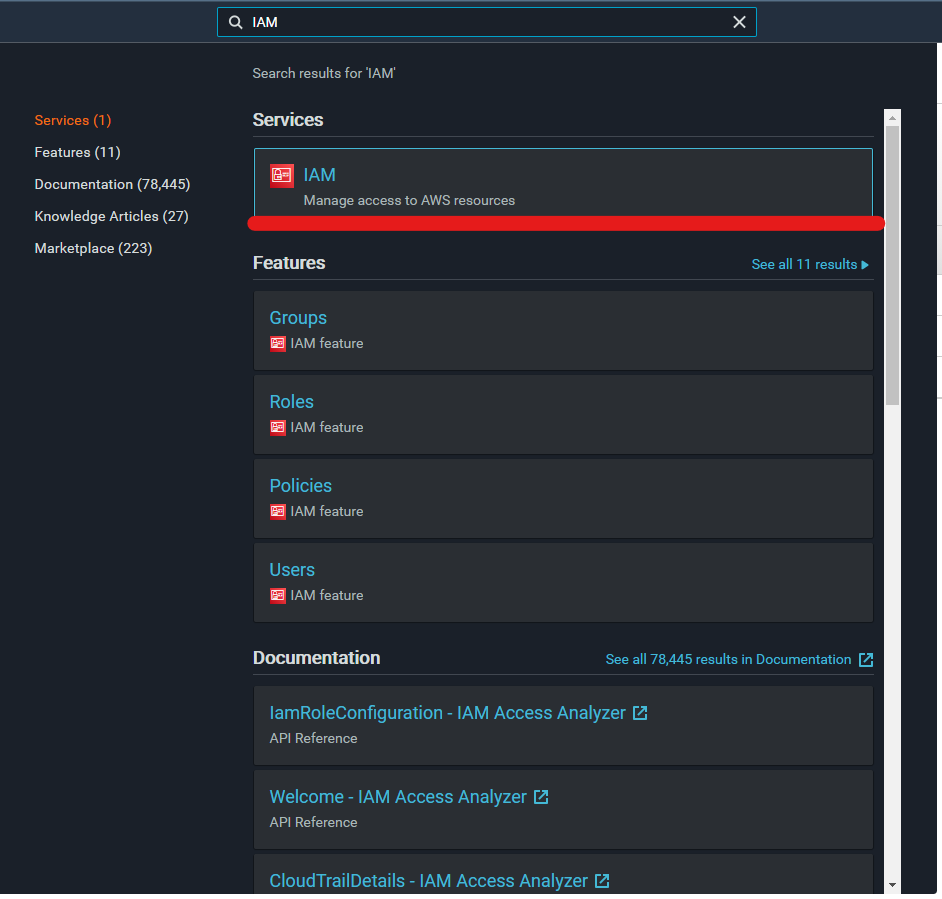 IAM
Search results for 'IAM'
Services (1)
Features (11)
Documentation (78,445)
Knowledge Articles (27)
Marketplace (223)
Services
IAM
Manage access to AWS resources
Features
See all 11 results
Groups
IAM feature
Roles
IAM feature
Policies
IAM feature
Users
IAM feature
Documentation
See all 78,445 results in Documentation
IamRoleConfiguration - IAM Access Analyzer
API Reference
Welcome - IAM Access Analyzer
API Reference
CloudTrailDetails - IAM Access Analyzer